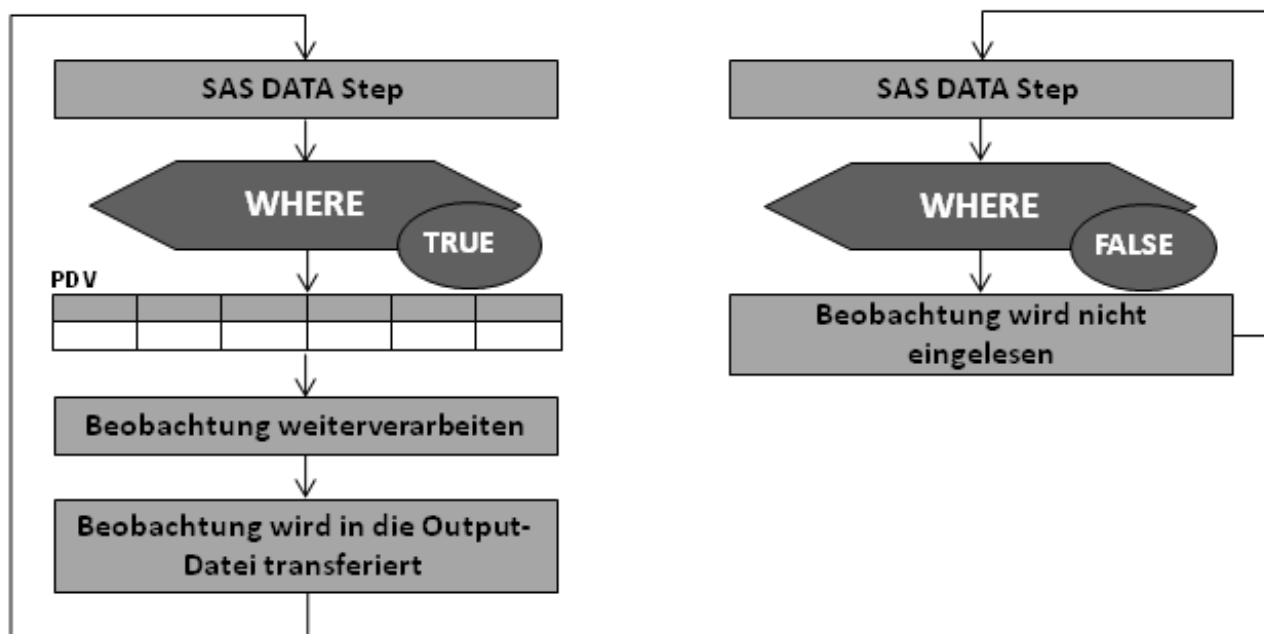 SAS DATA Step
WHERE
TRUE
PDV
Beobachtung weiterverarbeiten
Beobachtung wird in die Output-
Datei transferiert
SAS DATA Step
WHERE
FALSE
Beobachtung wird nicht
eingelesen